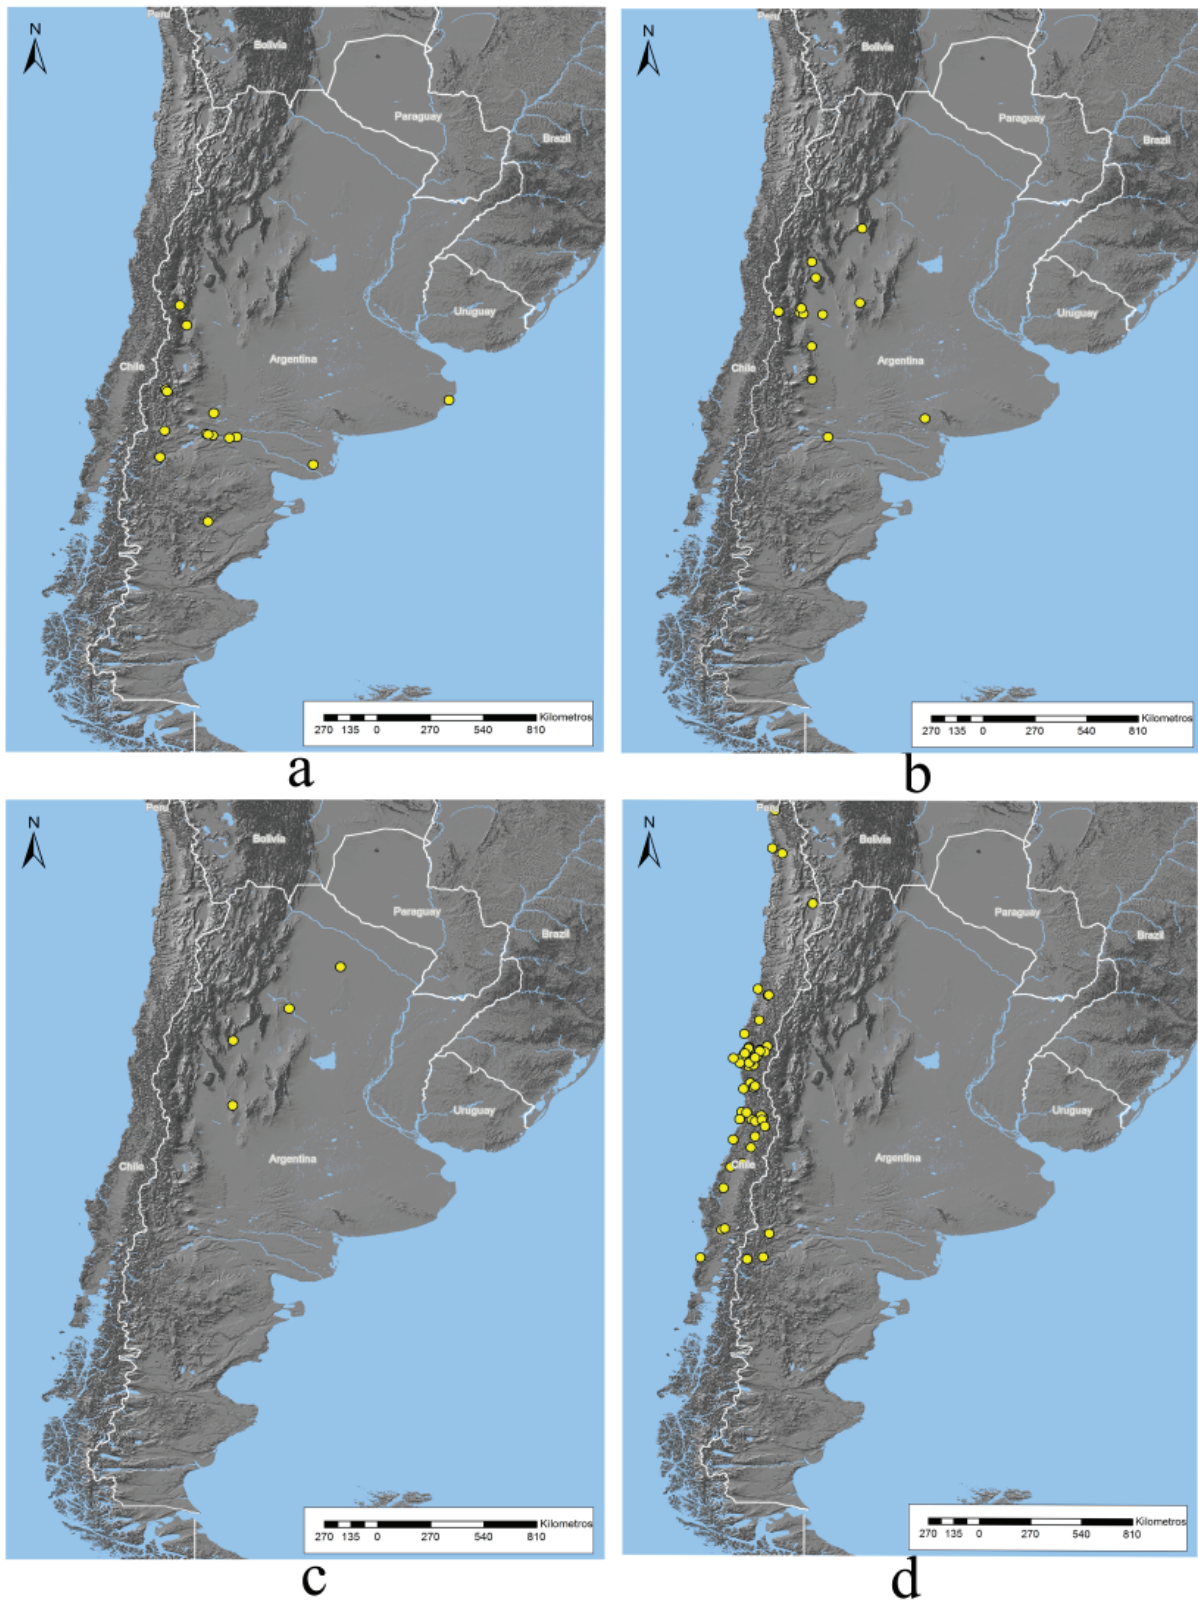 N
Peru
Bolivia
Paraguay
Brazil
Uruguay
Chile
Argentina
Kilometros
270 135 0 270 540 810
a
N
Peru
Bolivia
Paraguay
Brazil
Uruguay
Chile
Argentina
Kilometros
270 135 0 270 540 810
b
N
Peru
Bolivia
Paraguay
Brazil
Uruguay
Chile
Argentina
Kilometros
270 135 0 270 540 810
c
N
Peru
Bolivia
Paraguay
Brazil
Uruguay
Chile
Argentina
Kilometros
270 135 0 270 540 810
d